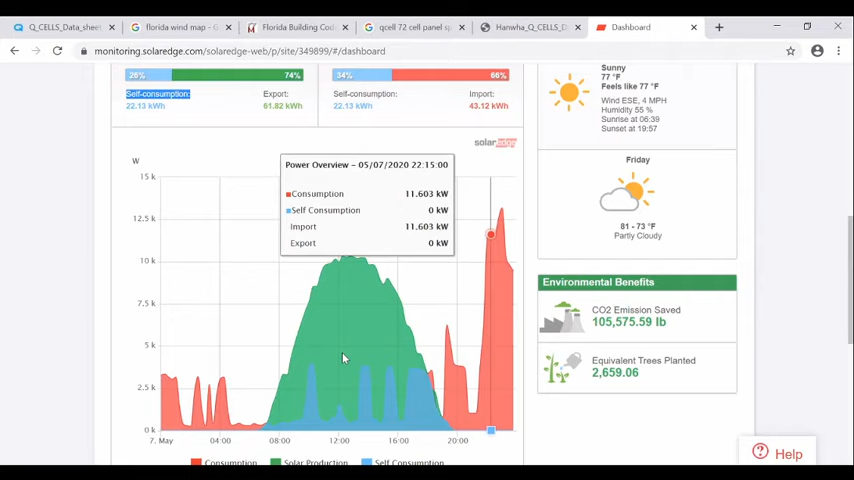 Q_CELLS_Data_sheet
florida wind map - G
Florida Building Cod
qcell 72 cell panel sp
Hanwha_Q_CELLS_D
Dashboard
monitoring.solaredge.com/solaredge-web/p/site/349899/#/dashboard
26%
74%
34%
66%
Self-consumption:
Export:
Self-consumption:
Import:
22.13 kWh
61.82 kWh
22.13 kWh
43.12 kWh
solaredge
W
15 k
12.5 k
10 k
7.5 k
5 k
2.5 k
0 k
Power Overview - 05/07/2020 22:15:00
Consumption 11.603 kW
Self Consumption 0 kW
Import 11.603 kW
Export 0 kW
7. May
04:00
08:00
12:00
16:00
20:00
Consumption
Solar Production
Self Consumption
Sunny
77 °F
Feels like 77 °F
Wind ESE, 4 MPH
Humidity 55 %
Sunrise at 06:39
Sunset at 19:57
Friday
81 - 73 °F
Partly Cloudy
Environmental Benefits
CO2 Emission Saved
105,575.59 lb
Equivalent Trees Planted
2,659.06
Help